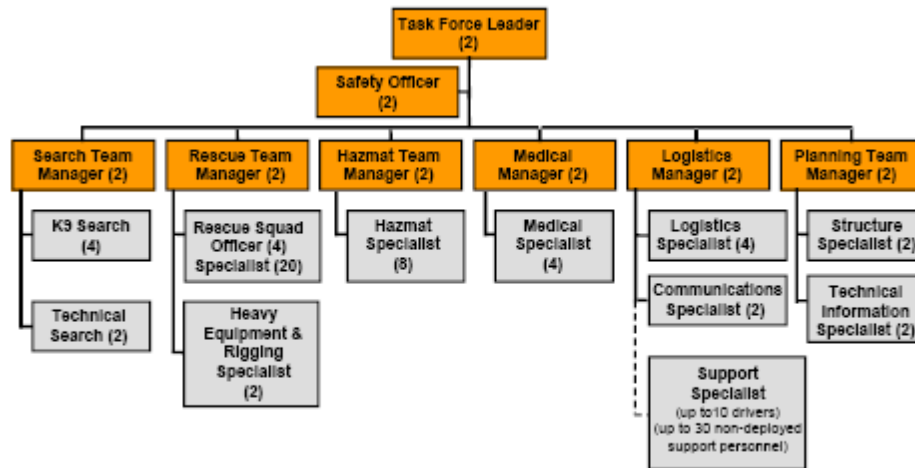 Task Force Leader
(2)
Safety Officer
(2)
Search Team
Manager (2)
Rescue Team
Manager (2)
Hazmat Team
Manager (2)
Medical
Manager (2)
Logistics
Manager (2)
Planning Team
Manager (2)
K9 Search
(4)
Rescue Squad
Officer (4)
Specialist (20)
Hazmat
Specialist
(8)
Medical
Specialist
(4)
Logistics
Specialist (4)
Structure
Specialist (2)
Technical
Search (2)
Heavy
Equipment &
Rigging
Specialist
(2)
Communications
Specialist (2)
Technical
Information
Specialist (2)
Support
Specialist
(up to10 drivers)
(up to 30 non-deployed
support personnel)